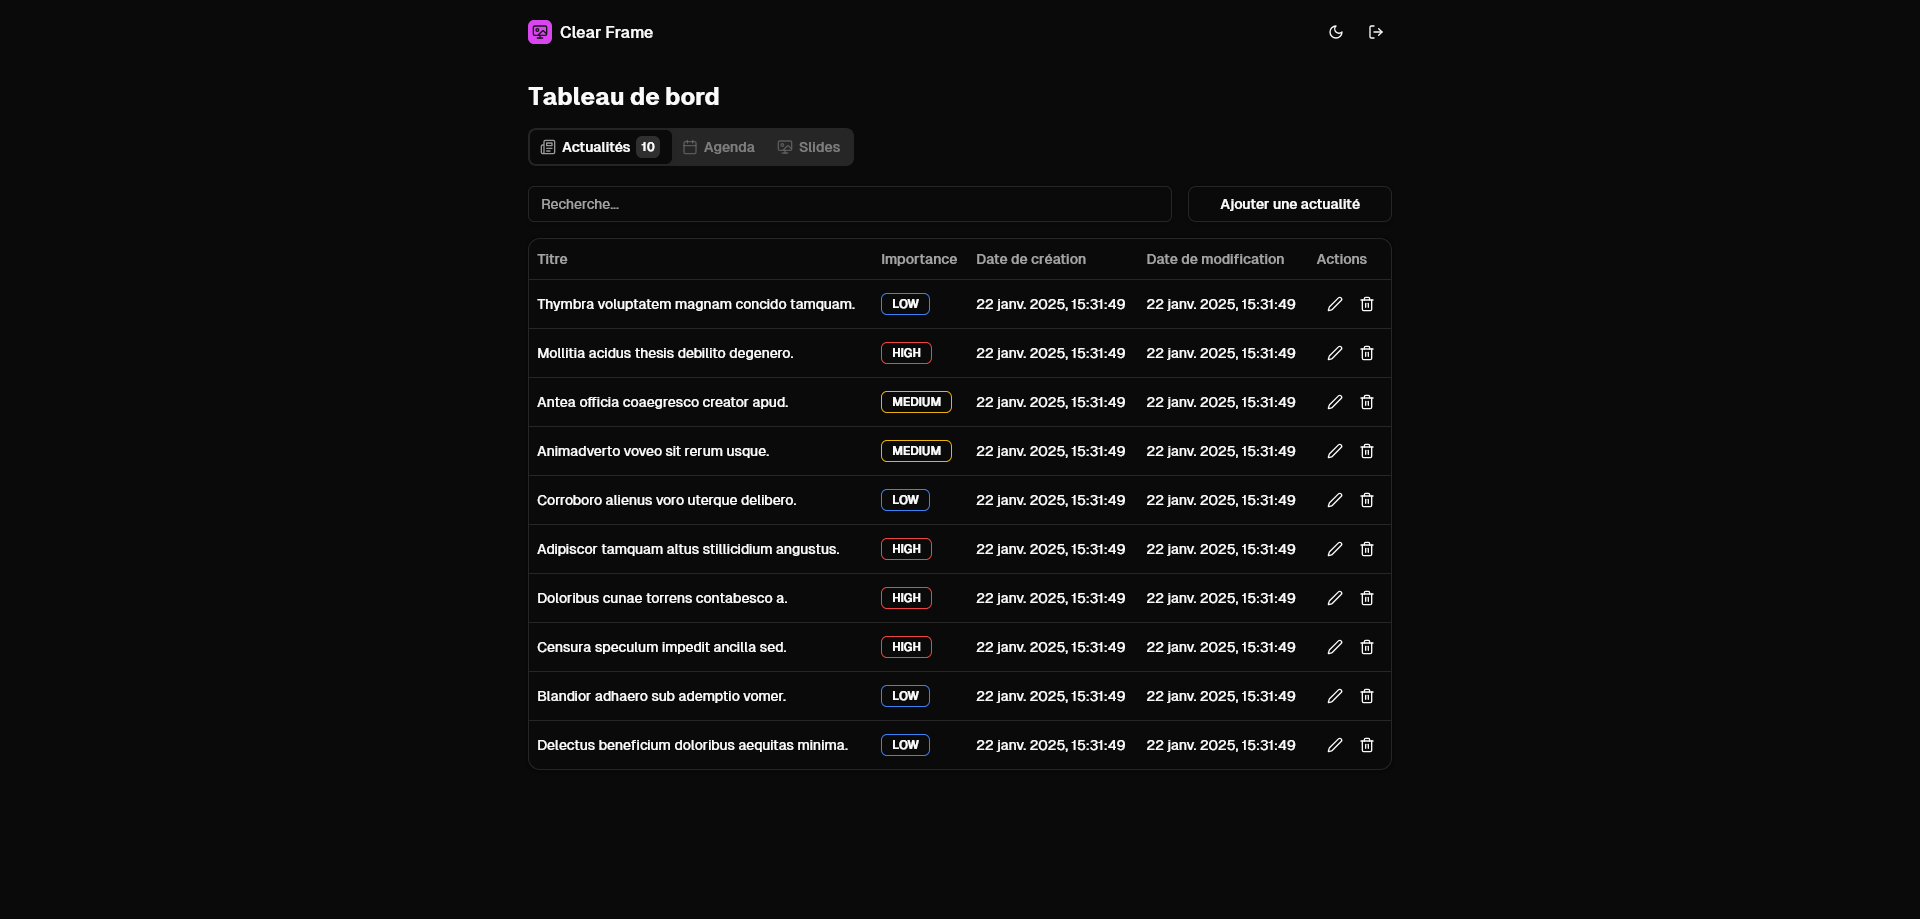 Clear Frame
Tableau de bord
Actualités 10 Agenda Slides
Recherche... Ajouter une actualité
Titre Importance Date de création Date de modification Actions
Thymbra voluptatem magnam concido tamquam. LOW 22 janv. 2025, 15:31:49 22 janv. 2025, 15:31:49
Mollitia acidus thesis debilito degenero. HIGH 22 janv. 2025, 15:31:49 22 janv. 2025, 15:31:49
Antea officia coaegresco creator apud. MEDIUM 22 janv. 2025, 15:31:49 22 janv. 2025, 15:31:49
Animadverto voveo sit rerum usque. MEDIUM 22 janv. 2025, 15:31:49 22 janv. 2025, 15:31:49
Corroboro alienus voro uterque delibero. LOW 22 janv. 2025, 15:31:49 22 janv. 2025, 15:31:49
Adipiscor tamquam altus stillicidium angustus. HIGH 22 janv. 2025, 15:31:49 22 janv. 2025, 15:31:49
Doloribus cunae torrens contabesco a. HIGH 22 janv. 2025, 15:31:49 22 janv. 2025, 15:31:49
Censura speculum impedit ancilla sed. HIGH 22 janv. 2025, 15:31:49 22 janv. 2025, 15:31:49
Blandior adhaero sub ademptio vomer. LOW 22 janv. 2025, 15:31:49 22 janv. 2025, 15:31:49
Delectus beneficium doloribus aequitas minima. LOW 22 janv. 2025, 15:31:49 22 janv. 2025, 15:31:49